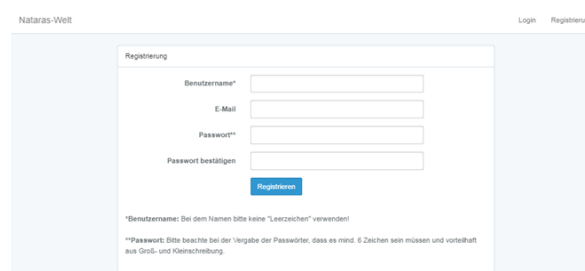 Nataras-Welt Login Registrieru
Registrierung
Benutzername*
E-Mail
Passwort**
Passwort bestätigen
Registrieren
*Benutzername: Bei dem Namen bitte keine "Leerzeichen" verwenden!
**Passwort: Bitte beachte bei der Vergabe der Passwörter, dass es mind. 6 Zeichen sein müssen und vorteilhaft
aus Groß- und Kleinschreibung.